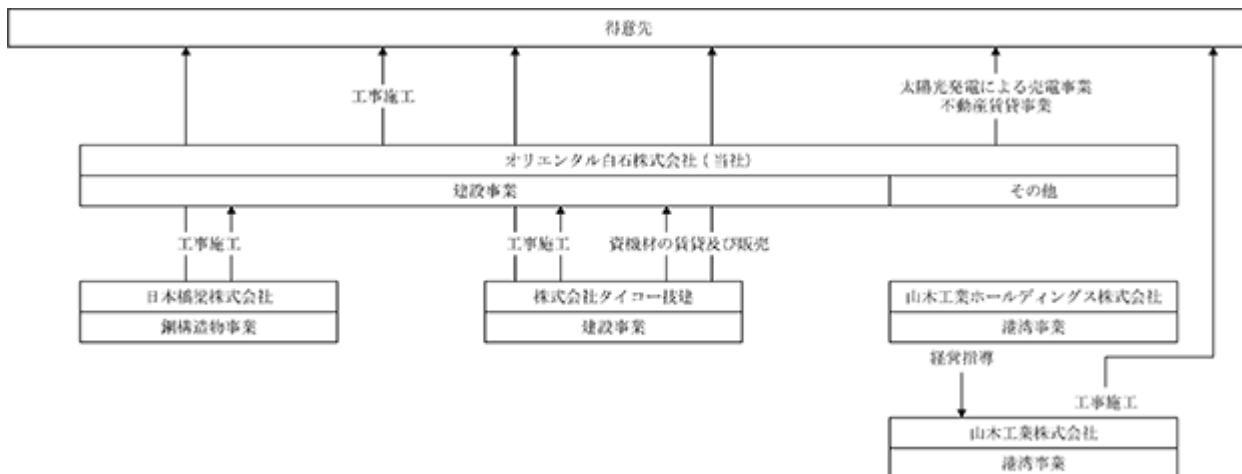 得意先
工事施工
太陽光発電による売電事業
不動産賃貸事業
オリエンタル白石株式会社(当社)
建設事業
その他
工事施工
工事施工
資機材の賃貸及び販売
日本橋梁株式会社
鋼構造物事業
株式会社タイコー技建
建設事業
山木工業ホールディングス株式会社
港湾事業
経営指導
工事施工
山木工業株式会社
港湾事業